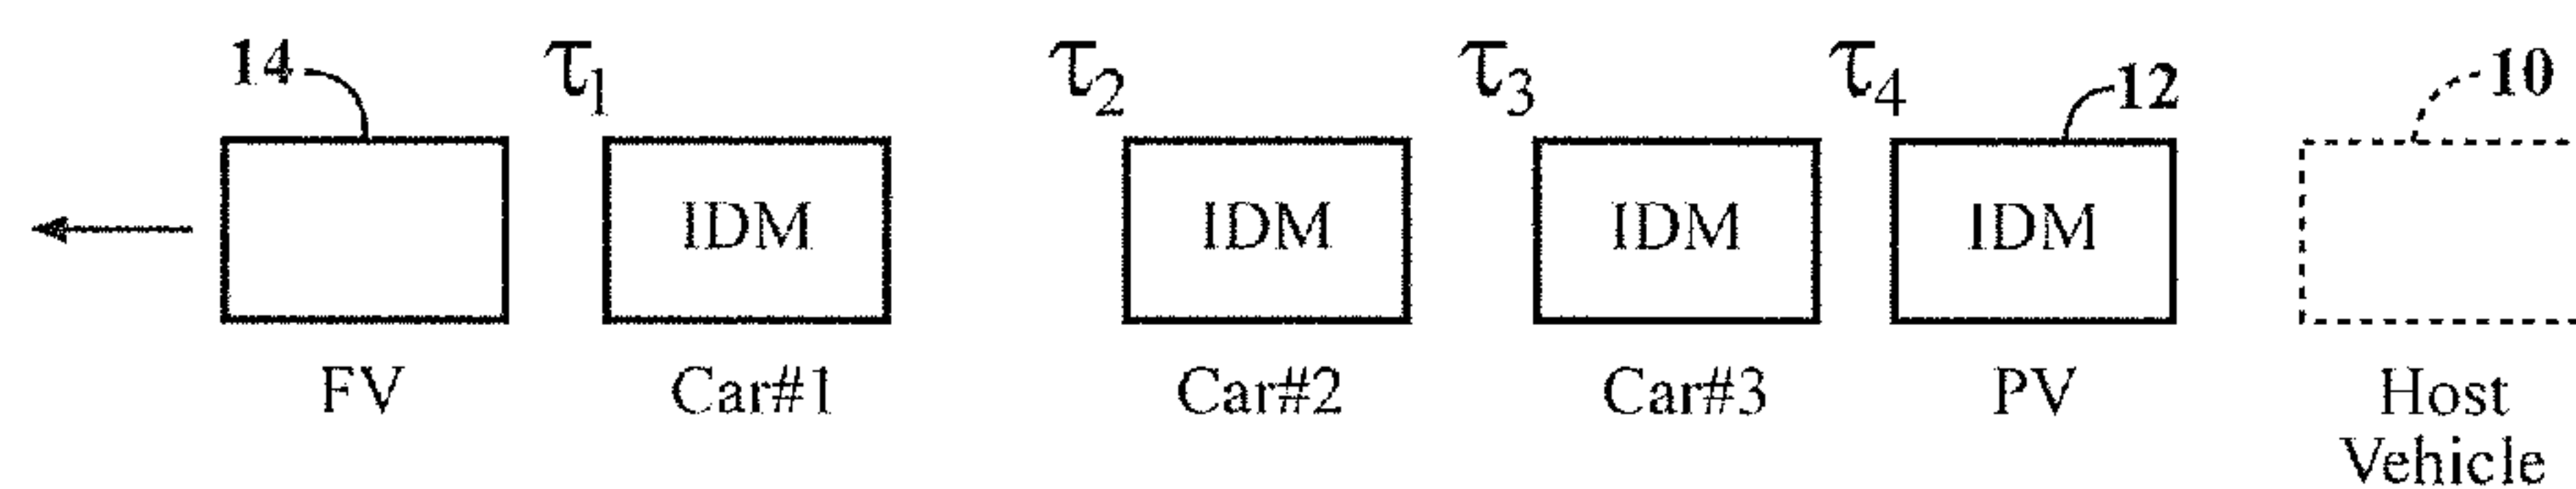 14 τ1 τ2 τ3 τ4 12 10
IDM IDM IDM IDM
FV Car#1 Car#2 Car#3 PV Host
Vehicle